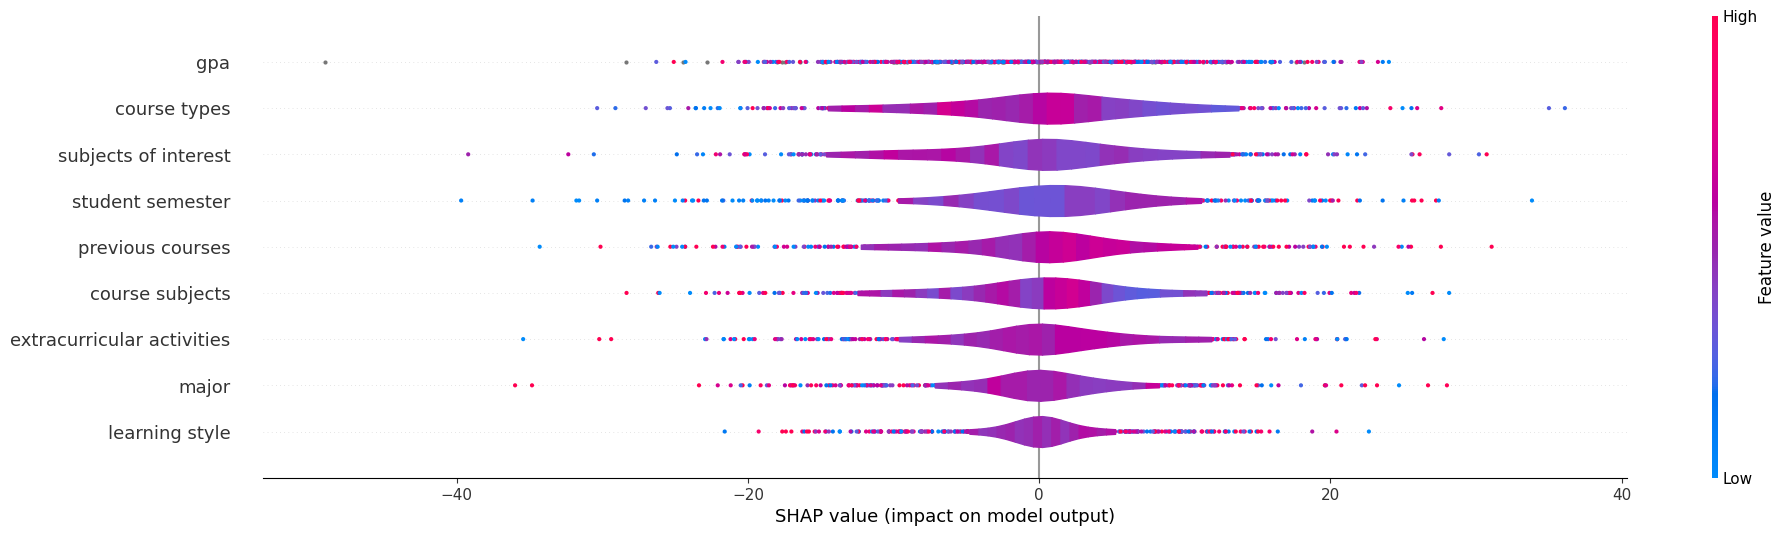 High
gpa
course types
subjects of interest
student semester
previous courses
course subjects
extracurricular activities
major
learning style
Feature value
Low
−40
−20
0
20
40
SHAP value (impact on model output)